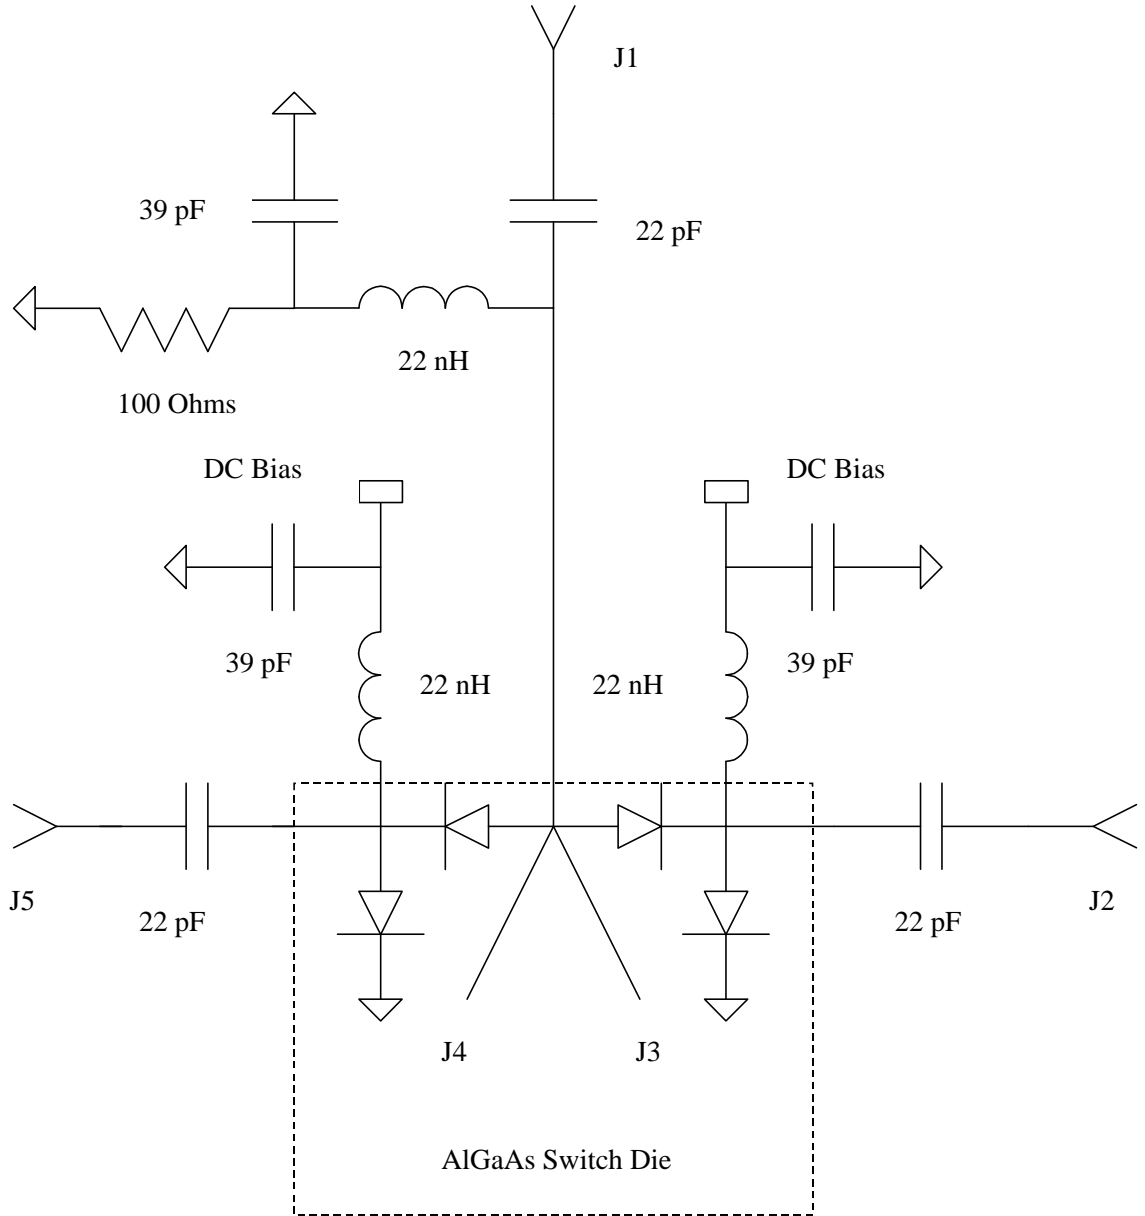 J1
39 pF
22 pF
22 nH
100 Ohms
DC Bias
DC Bias
39 pF
22 nH
22 nH
39 pF
J5
22 pF
22 pF
J2
J4
J3
AlGaAs Switch Die